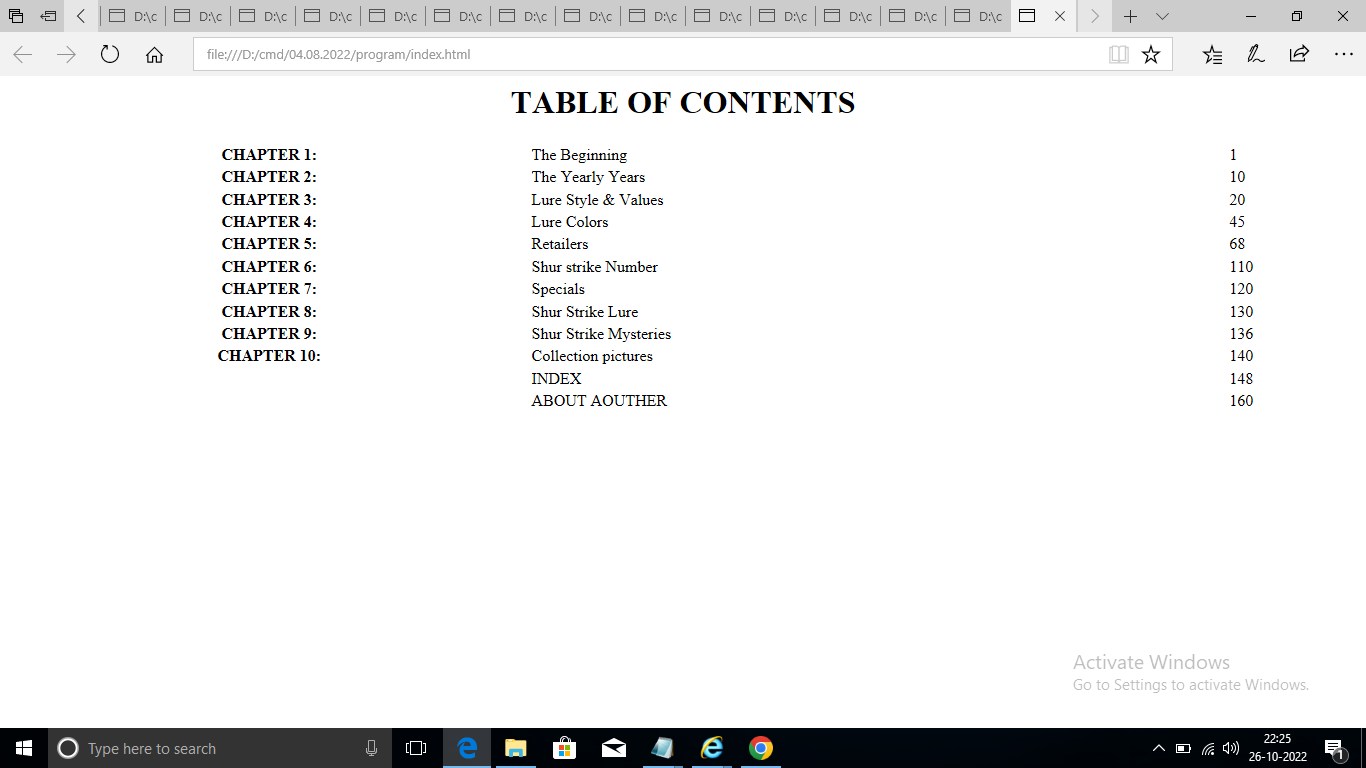 D:\c D:\c D:\c D:\c D:\c D:\c D:\c D:\c D:\c D:\c D:\c D:\c D:\c D:\c
file:///D:/cmd/04.08.2022/program/index.html
TABLE OF CONTENTS
CHAPTER 1: The Beginning 1
CHAPTER 2: The Yearly Years 10
CHAPTER 3: Lure Style & Values 20
CHAPTER 4: Lure Colors 45
CHAPTER 5: Retailers 68
CHAPTER 6: Shur strike Number 110
CHAPTER 7: Specials 120
CHAPTER 8: Shur Strike Lure 130
CHAPTER 9: Shur Strike Mysteries 136
CHAPTER 10: Collection pictures 140
INDEX 148
ABOUT AOUTHER 160
Activate Windows
Go to Settings to activate Windows.
Type here to search
22:25
26-10-2022
1